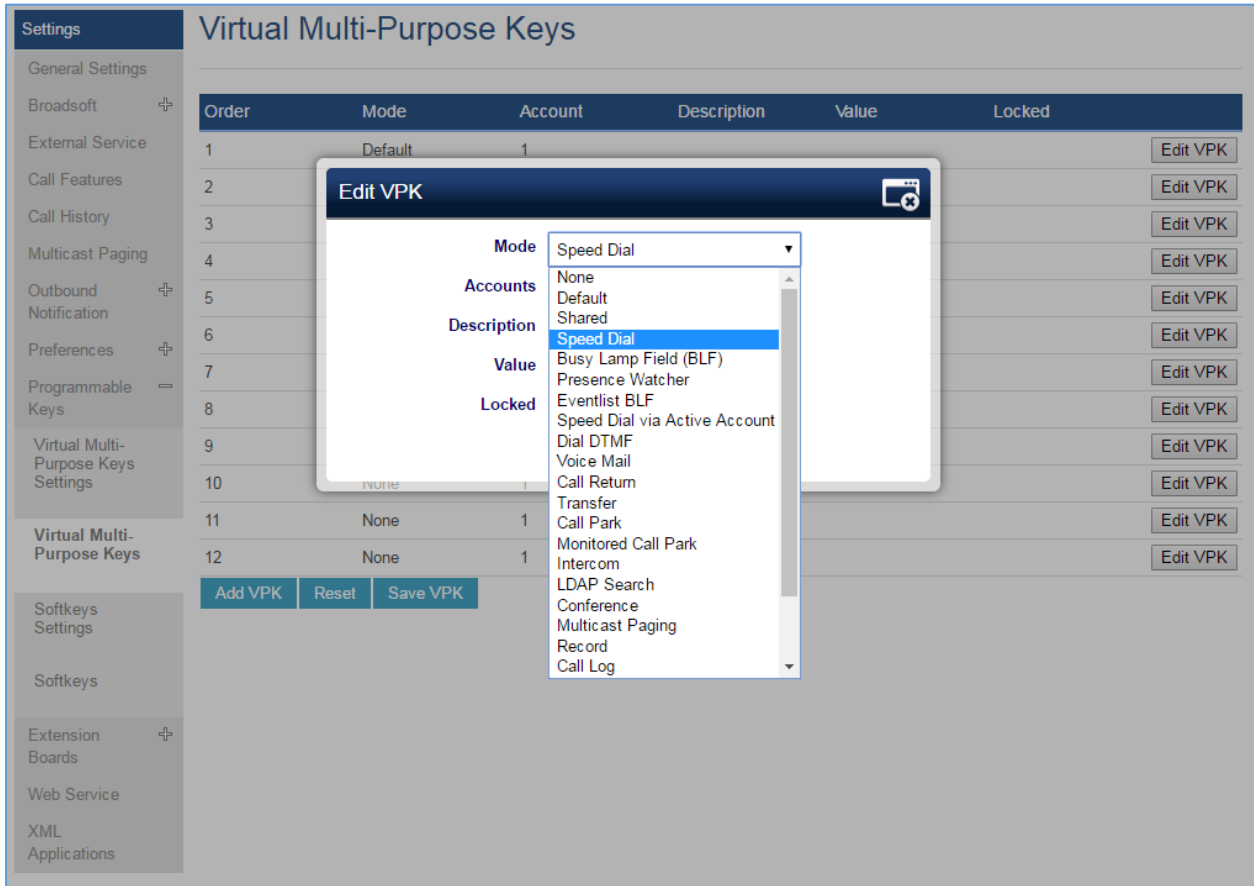 Settings
Virtual Multi-Purpose Keys
General Settings
Broadsoft
External Service
Call Features
Call History
Multicast Paging
Outbound
Notification
Preferences
Programmable
Keys
Virtual Multi-
Purpose Keys
Settings
Virtual Multi-
Purpose Keys
Softkeys
Settings
Softkeys
Extension
Boards
Web Service
XML
Applications
Order Mode Account Description Value Locked
1 Default 1 Edit VPK
2 Edit VPK
3 Edit VPK
4 Edit VPK
5 Edit VPK
6 Edit VPK
7 Edit VPK
8 Edit VPK
9 Edit VPK
10 None 1 Edit VPK
11 None 1 Edit VPK
12 None 1 Edit VPK
Add VPK Reset Save VPK
Edit VPK
Mode Speed Dial
Accounts
Description
Value
Locked
None
Default
Shared
Speed Dial
Busy Lamp Field (BLF)
Presence Watcher
Eventlist BLF
Speed Dial via Active Account
Dial DTMF
Voice Mail
Call Return
Transfer
Call Park
Monitored Call Park
Intercom
LDAP Search
Conference
Multicast Paging
Record
Call Log